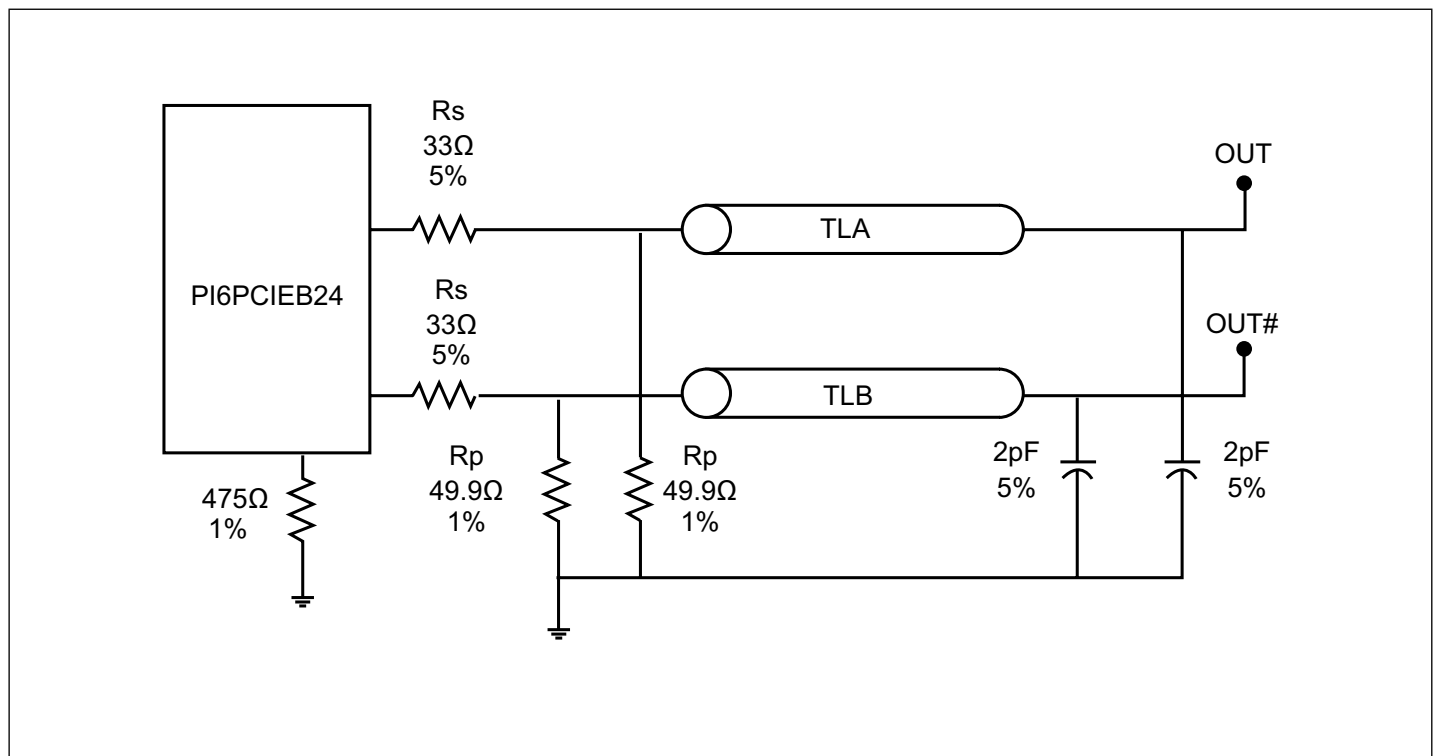 Rs
33Ω
5%
OUT
TLA
Rs
33Ω
5%
PI6PCIEB24
OUT#
TLB
475Ω
1%
Rp
49.9Ω
1%
Rp
49.9Ω
1%
2pF
5%
2pF
5%